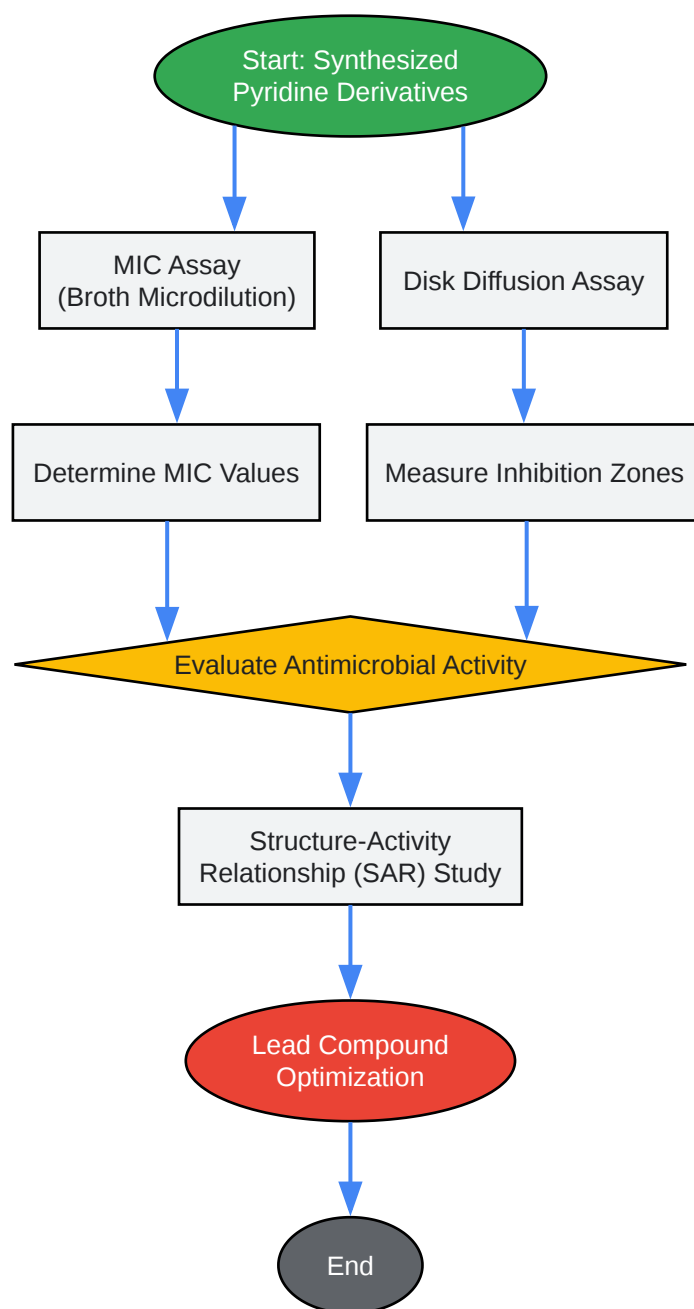 Start: Synthesized
Pyridine Derivatives
MIC Assay
(Broth Microdilution)
Disk Diffusion Assay
Determine MIC Values
Measure Inhibition Zones
Evaluate Antimicrobial Activity
Structure-Activity
Relationship (SAR) Study
Lead Compound
Optimization
End